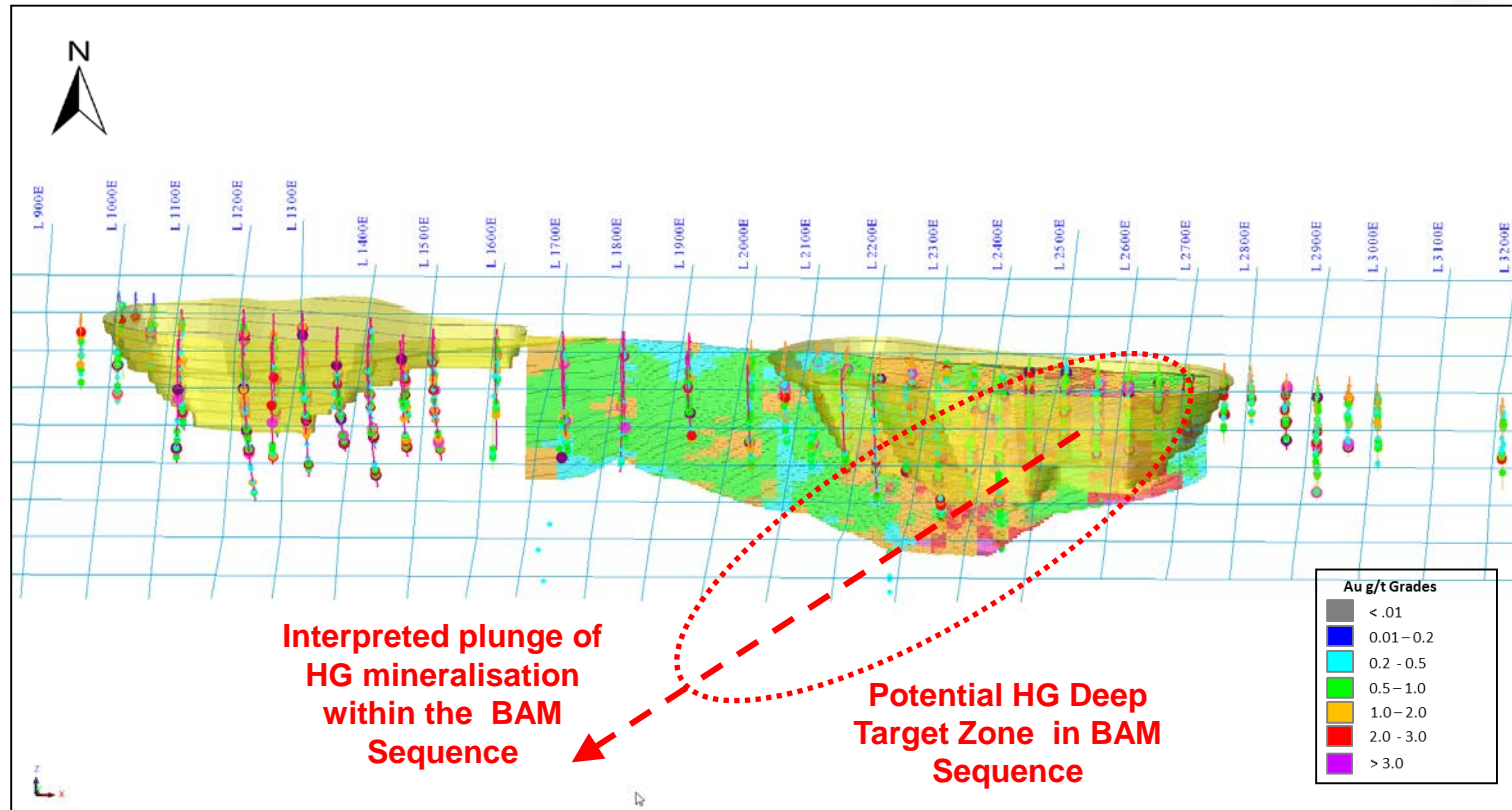 N
L 900E
L 1000E
L 1100E
L 1200E
L 1300E
L 1400E
L 1500E
L 1600E
L 1700E
L 1800E
L 1900E
L 2000E
L 2100E
L 2200E
L 2300E
L 2400E
L 2500E
L 2600E
L 2700E
L 2800E
L 2900E
L 3000E
L 3100E
L 3200E
Interpreted plunge of
HG mineralisation
within the BAM
Sequence
Potential HG Deep
Target Zone in BAM
Sequence
Au g/t Grades
< .01
0.01 – 0.2
0.2 - 0.5
0.5 – 1.0
1.0 – 2.0
2.0 - 3.0
> 3.0
Z
X